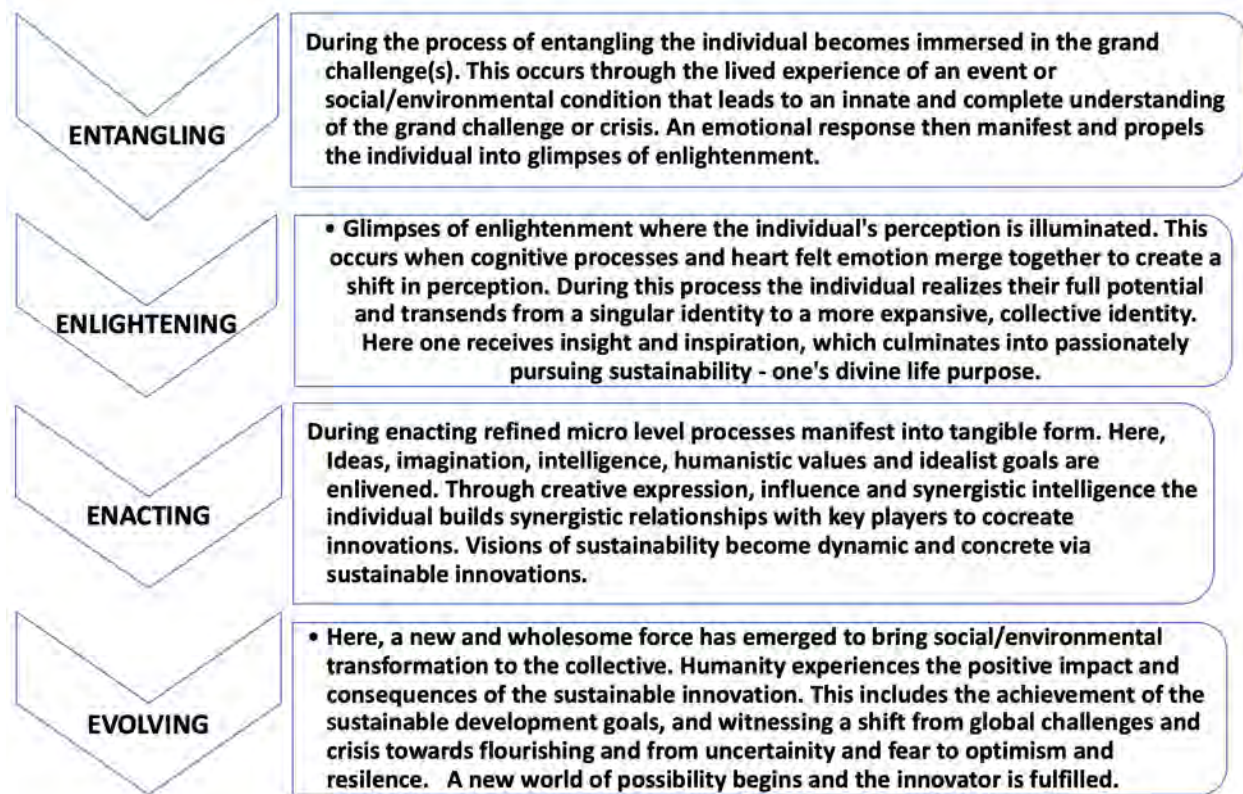 ENTANGLING
During the process of entangling the individual becomes immersed in the grand
challenge(s). This occurs through the lived experience of an event or
social/environmental condition that leads to an innate and complete understanding
of the grand challenge or crisis. An emotional response then manifest and propels
the individual into glimpses of enlightenment.
ENLIGHTENING
• Glimpses of enlightenment where the individual's perception is illuminated. This
occurs when cognitive processes and heart felt emotion merge together to create a
shift in perception. During this process the individual realizes their full potential
and transends from a singular identity to a more expansive, collective identity.
Here one receives insight and inspiration, which culminates into passionately
pursuing sustainability - one's divine life purpose.
ENACTING
During enacting refined micro level processes manifest into tangible form. Here,
Ideas, imagination, intelligence, humanistic values and idealist goals are
enlivened. Through creative expression, influence and synergistic intelligence the
individual builds synergistic relationships with key players to cocreate
innovations. Visions of sustainability become dynamic and concrete via
sustainable innovations.
EVOLVING
• Here, a new and wholesome force has emerged to bring social/environmental
transformation to the collective. Humanity experiences the positive impact and
consequences of the sustainable innovation. This includes the achievement of the
sustainable development goals, and witnessing a shift from global challenges and
crisis towards flourishing and from uncertainity and fear to optimism and
resilence. A new world of possibility begins and the innovator is fulfilled.